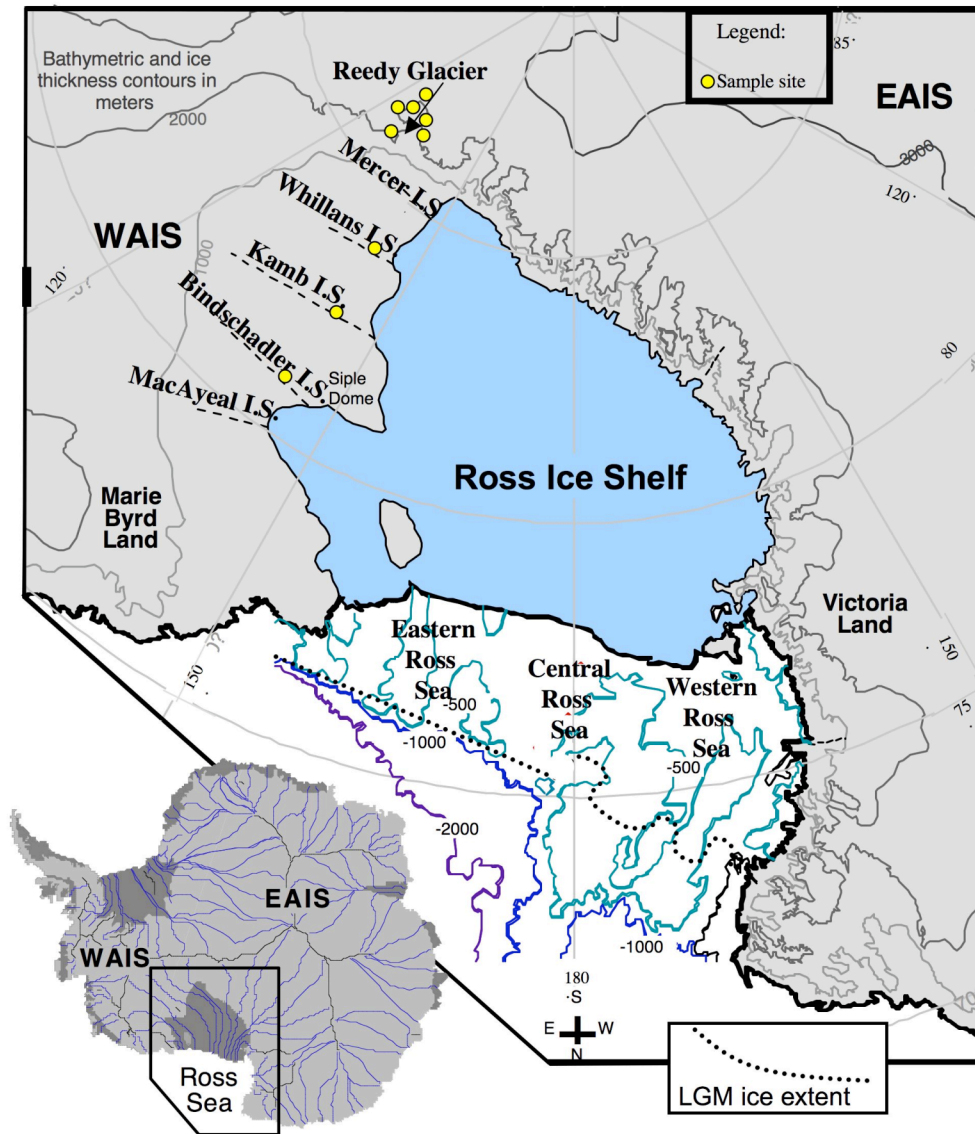 Bathymetric and ice
thickness contours in
meters
2000
Reedy Glacier
Legend:
Sample site
85°
EAIS
3000
120°
Mercer I.S.
Whillans I.S.
Kamb I.S.
Bindschadler I.S.
MacAyeal I.S.
WAIS
1000
120°
Siple
Dome
80
Ross Ice Shelf
Marie
Byrd
Land
Victoria
Land
150
150
75
Eastern
Ross
Sea
-500
Central
Ross
Sea
Western
Ross
Sea
-500
-1000
-2000
-1000
180
°S
E
W
N
EAIS
WAIS
Ross
Sea
LGM ice extent